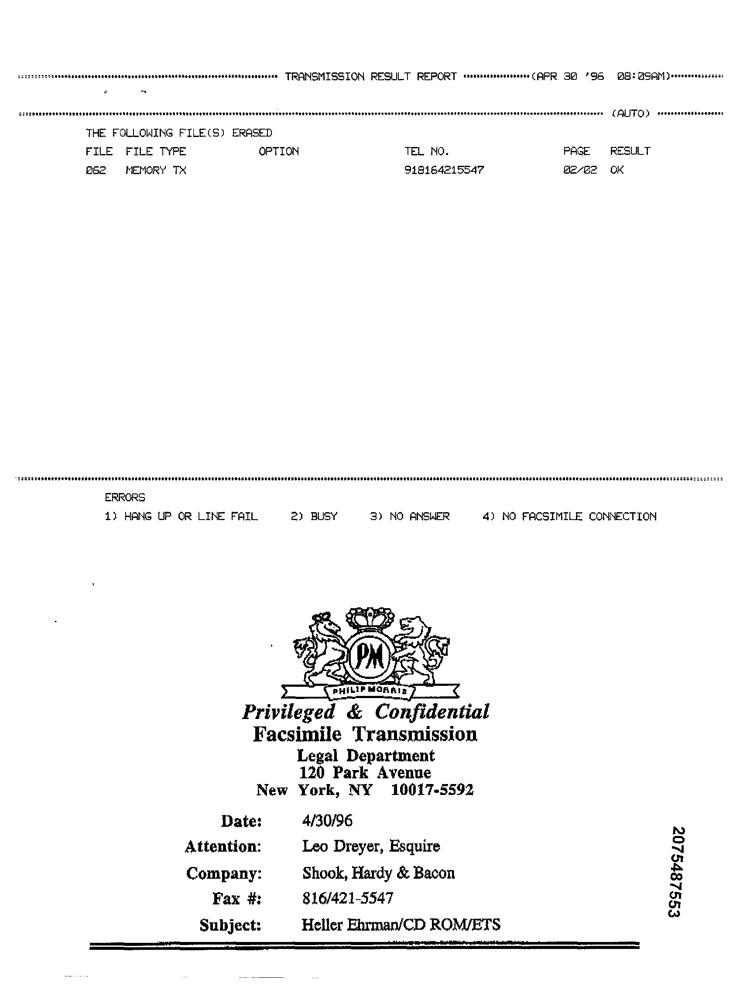 TRANSMISSION RESULT REPORT (APR 30 '96 08:09AM)
(AUTO)
THE FOLLOWING FILE(S) ERASED
FILE FILE TYPE OPTION TEL NO. PAGE RESULT
062 MEMORY TX 918164215547 02/02 OK
ERRORS
1) HANG UP OR LINE FAIL 2) BUSY 3) NO ANSWER 4) NO FACSIMILE CONNECTION
PM
PHILIP MORRIS
Privileged & Confidential
Facsimile Transmission
Legal Department
120 Park Avenue
New York, NY 10017-5592
Date: 4/30/96
Attention: Leo Dreyer, Esquire
Company: Shook, Hardy & Bacon
Fax #: 816/421-5547
Subject: Heller Ehrman/CD ROM/ETS
2075487553